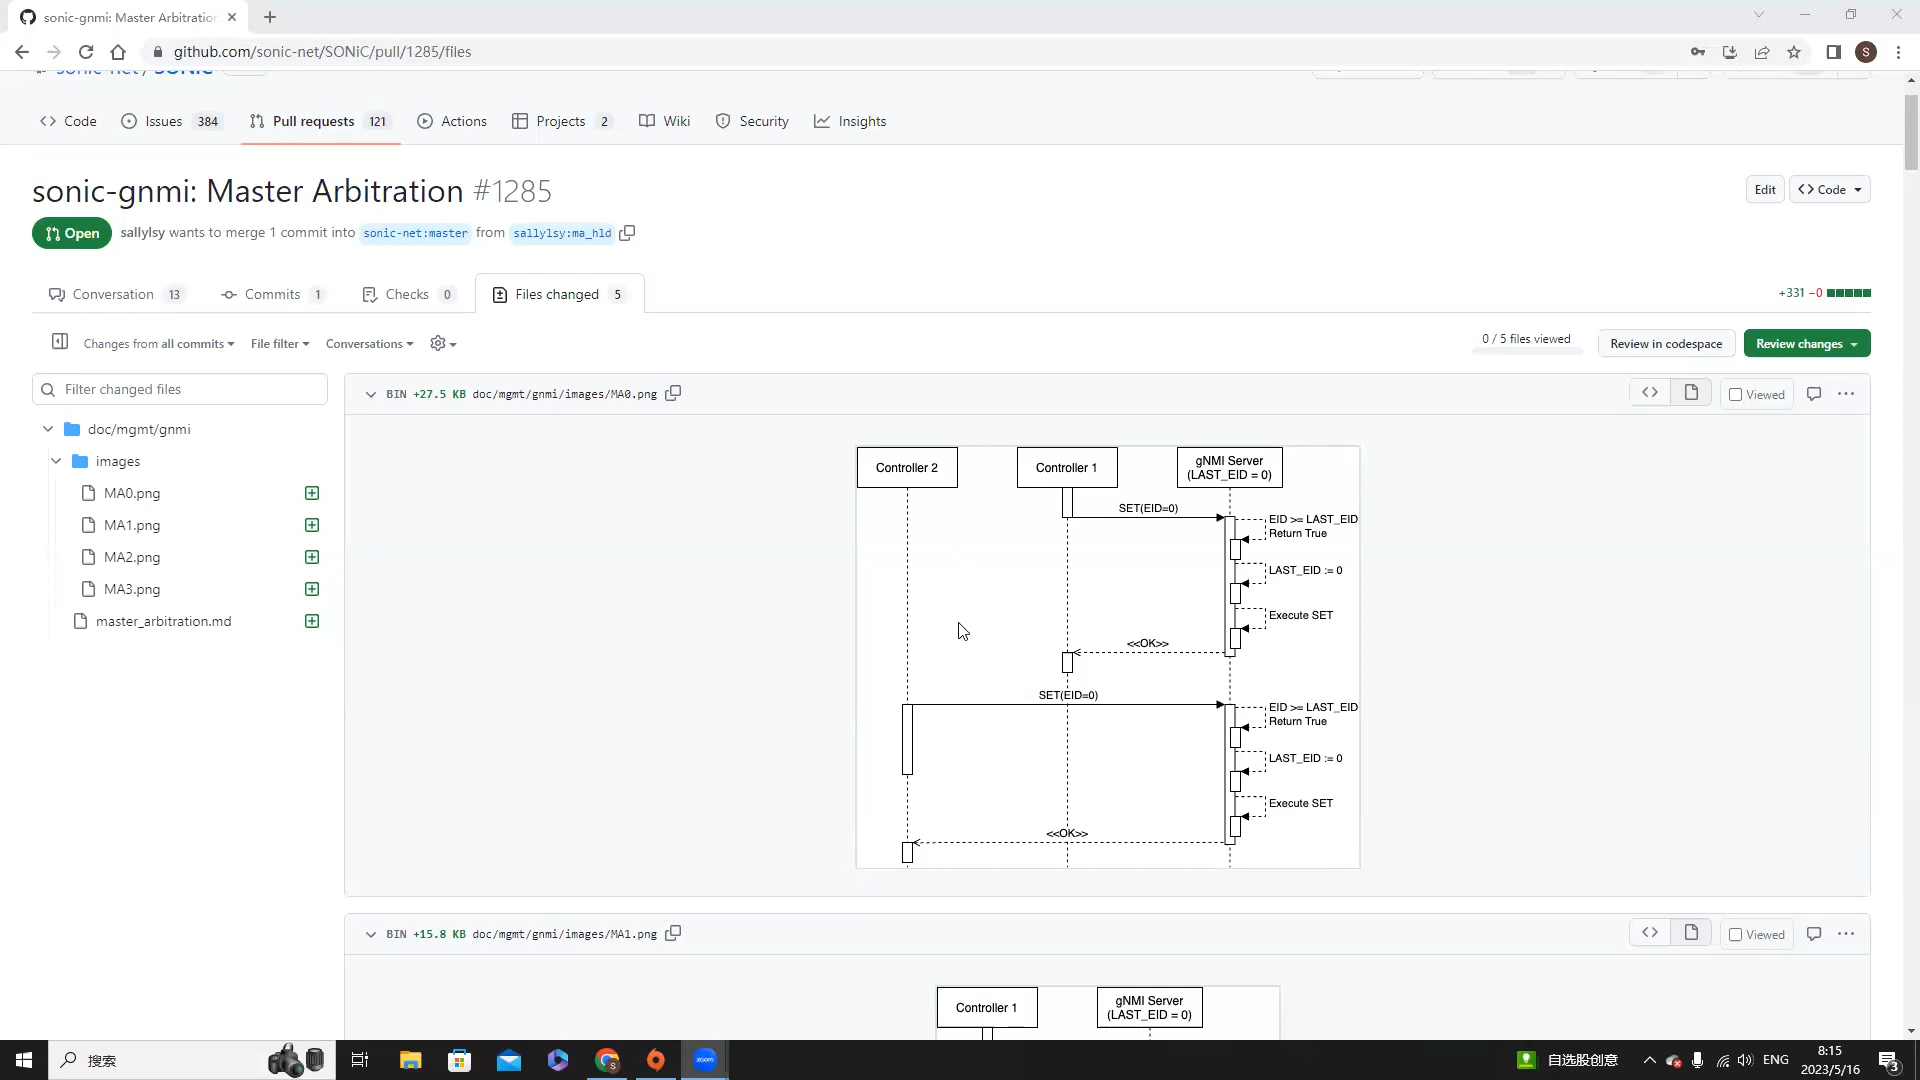 sonic-gnmi: Master Arbitration
github.com/sonic-net/SONiC/pull/1285/files
S
sonic-net / SONiC
Code
Issues 384
Pull requests 121
Actions
Projects 2
Wiki
Security
Insights
sonic-gnmi: Master Arbitration #1285
Edit
Code
Open
sallylsy wants to merge 1 commit into sonic-net:master from sallylsy:ma_hld
Conversation 13
Commits 1
Checks 0
Files changed 5
+331 −0
Changes from all commits
File filter
Conversations
0 / 5 files viewed
Review in codespace
Review changes
Filter changed files
doc/mgmt/gnmi
images
MA0.png
MA1.png
MA2.png
MA3.png
master_arbitration.md
BIN +27.5 KB doc/mgmt/gnmi/images/MA0.png
Viewed
Controller 2
Controller 1
gNMI Server
(LAST_EID = 0)
SET(EID=0)
EID >= LAST_EID
Return True
LAST_EID := 0
Execute SET
<<OK>>
SET(EID=0)
EID >= LAST_EID
Return True
LAST_EID := 0
Execute SET
<<OK>>
BIN +15.8 KB doc/mgmt/gnmi/images/MA1.png
Viewed
Controller 1
gNMI Server
(LAST_EID = 0)
搜索
S
zoom
自选股创意
ENG
8:15
2023/5/16
3